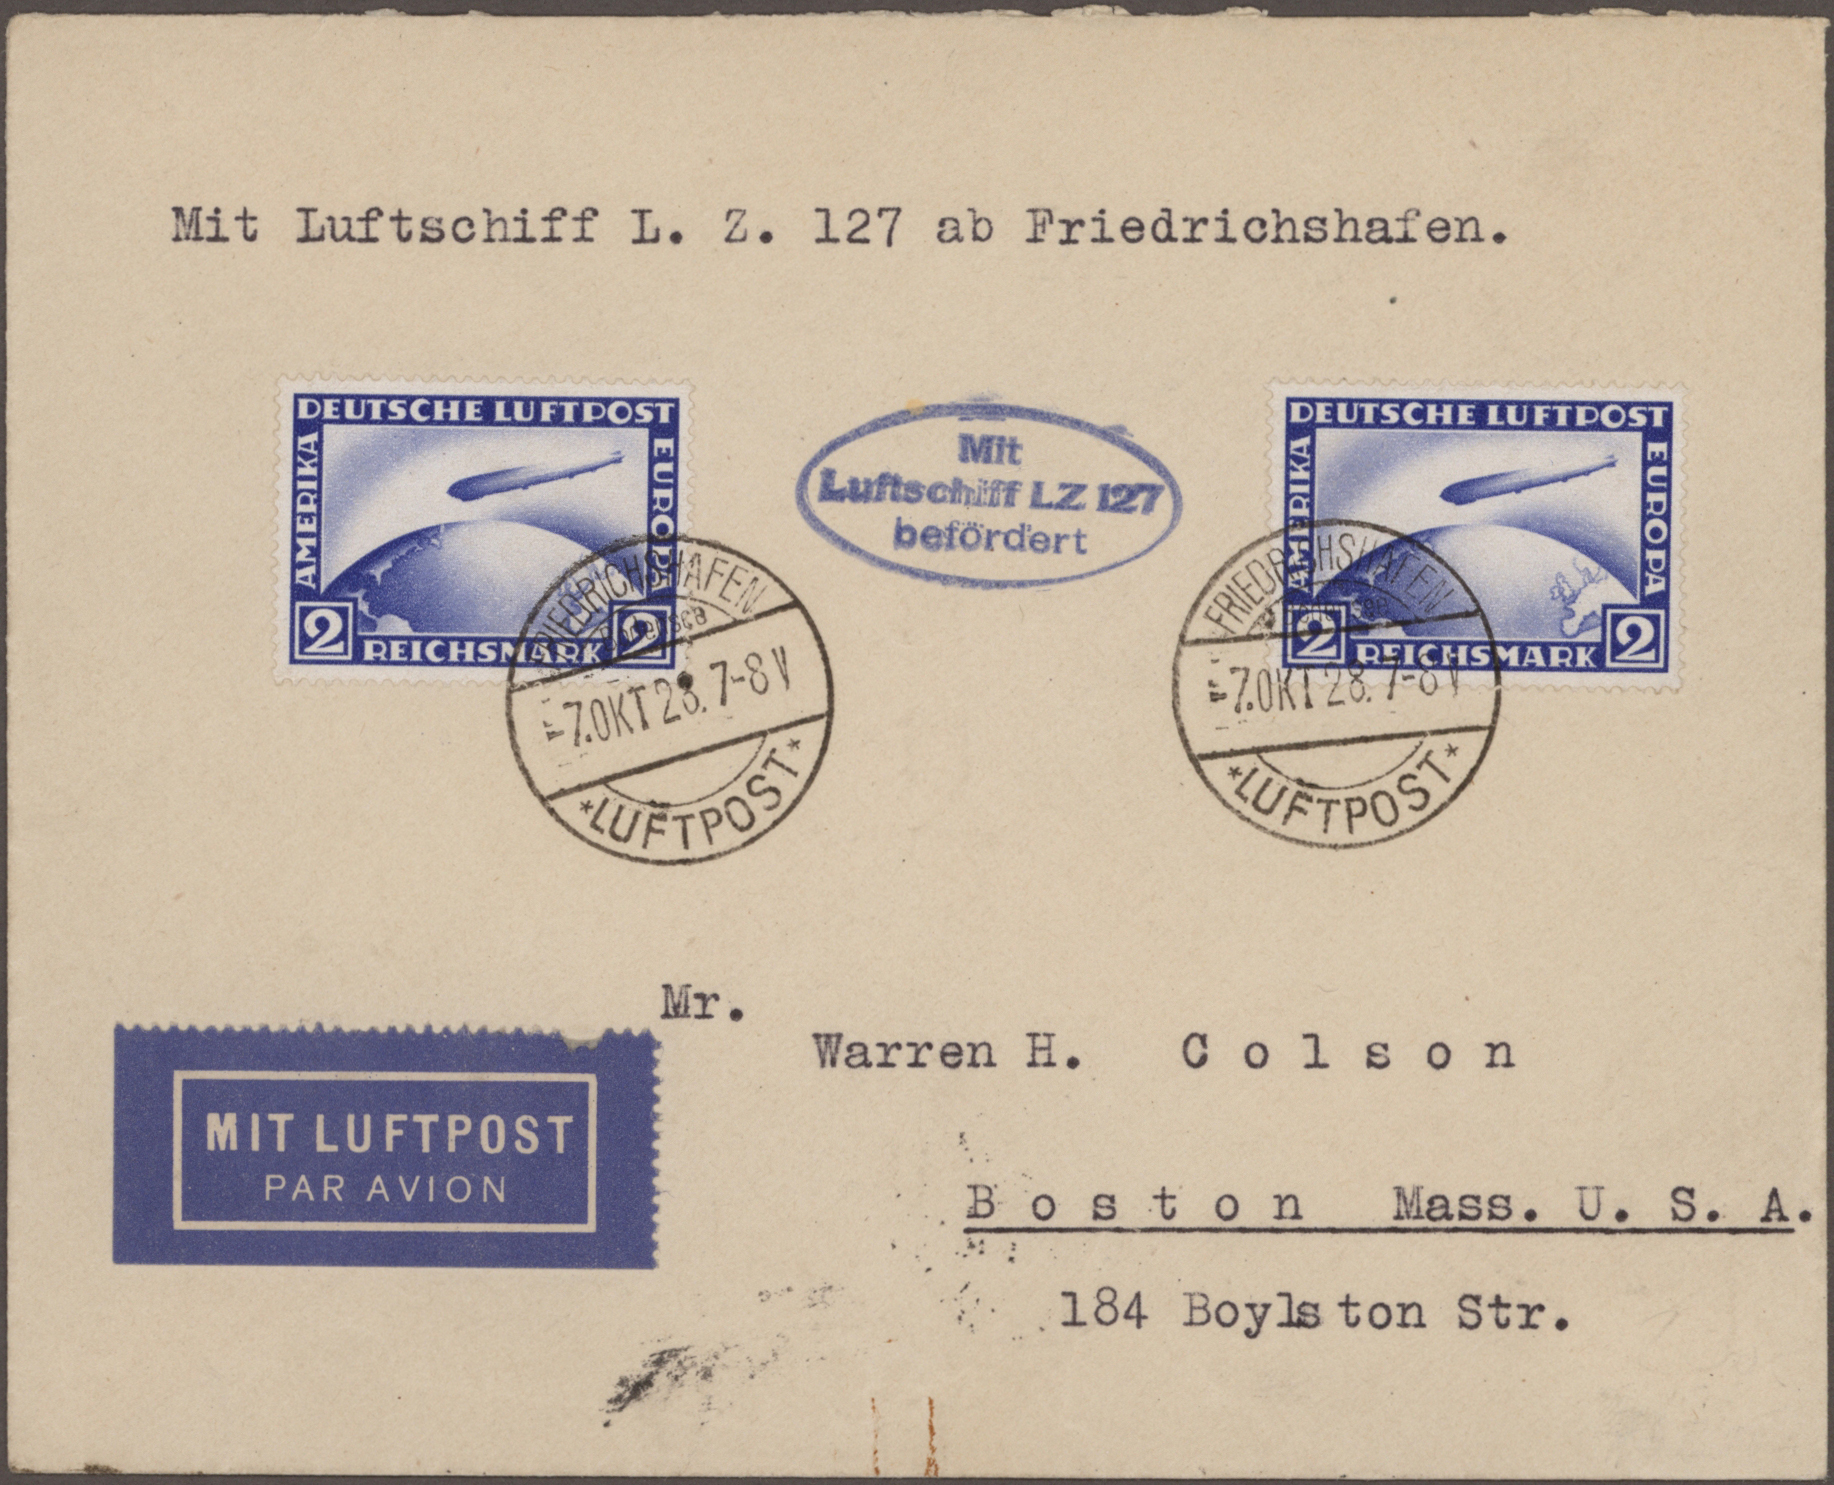 Mit Luftschiff L. Z. 127 ab Friedrichshafen.
DEUTSCHE LUFTPOST
AMERIKA
EUROPA
2 REICHSMARK 2
Mit
Luftschiff LZ 127
befördert
DEUTSCHE LUFTPOST
AMERIKA
EUROPA
2 REICHSMARK 2
FRIEDRICHSHAFEN
-7.OKT 28. 7-8 V
*LUFTPOST*
FRIEDRICHSHAFEN
-7.OKT 28. 7-8 V
*LUFTPOST*
Mr.
Warren H. Colson
MIT LUFTPOST
PAR AVION
Boston Mass. U. S. A.
184 Boylston Str.